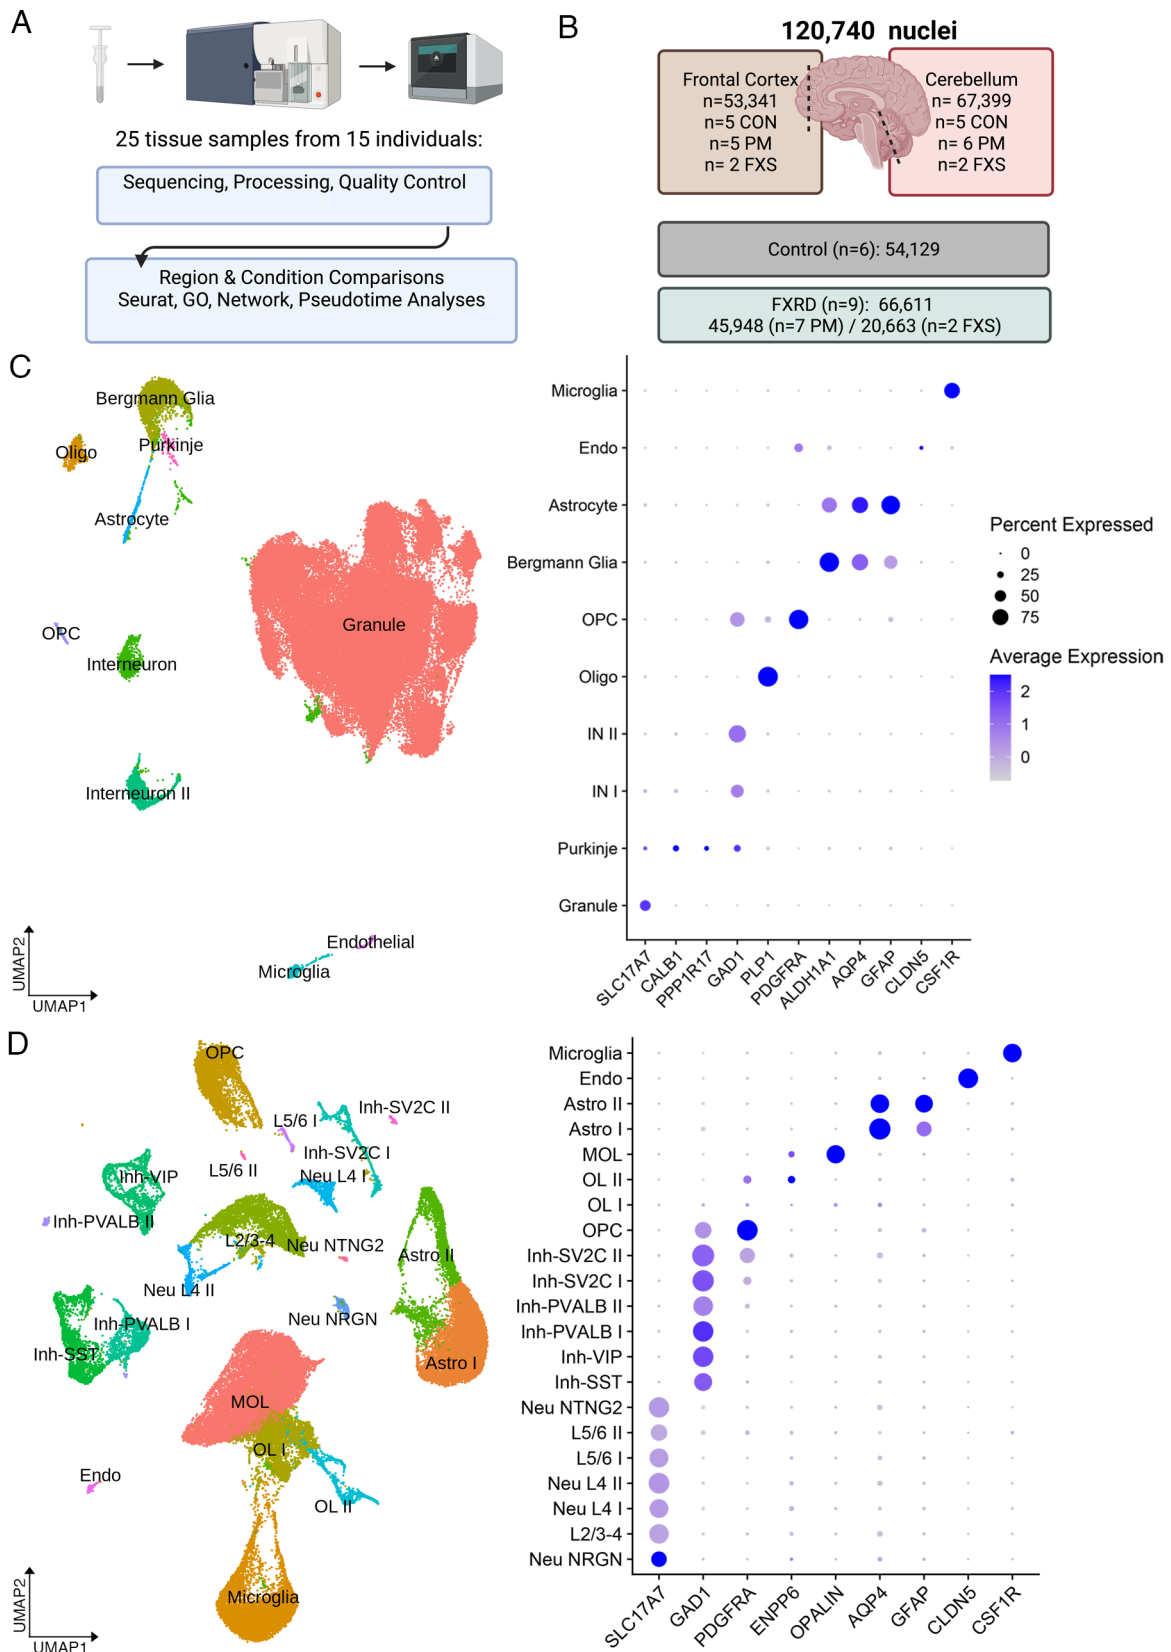 A
25 tissue samples from 15 individuals:
Sequencing, Processing, Quality Control
Region & Condition Comparisons
Seurat, GO, Network, Pseudotime Analyses
B
120,740 nuclei
Frontal Cortex
n=53,341
n=5 CON
n=5 PM
n= 2 FXS
Cerebellum
n= 67,399
n=5 CON
n= 6 PM
n=2 FXS
Control (n=6): 54,129
FXRD (n=9): 66,611
45,948 (n=7 PM) / 20,663 (n=2 FXS)
C
Bergmann Glia
Purkinje
Oligo
Astrocyte
Granule
OPC
Interneuron
Interneuron II
Endothelial
Microglia
UMAP2
UMAP1
Microglia
Endo
Astrocyte
Bergmann Glia
OPC
Oligo
IN II
IN I
Purkinje
Granule
SLC17A7
CALB1
PPP1R17
GAD1
PLP1
PDGFRA
ALDH1A1
AQP4
GFAP
CLDN5
CSF1R
Percent Expressed
0
25
50
75
Average Expression
2
1
0
D
OPC
Inh-SV2C II
L5/6 I
Inh-SV2C I
L5/6 II
Neu L4 I
Inh-VIP
Inh-PVALB II
L2/3-4
Neu NTNG2
Astro II
Neu L4 II
Neu NRGN
Inh-PVALB I
Inh-SST
Astro I
MOL
OL I
Endo
OL II
Microglia
UMAP2
UMAP1
Microglia
Endo
Astro II
Astro I
MOL
OL II
OL I
OPC
Inh-SV2C II
Inh-SV2C I
Inh-PVALB II
Inh-PVALB I
Inh-VIP
Inh-SST
Neu NTNG2
L5/6 II
L5/6 I
Neu L4 II
Neu L4 I
L2/3-4
Neu NRGN
SLC17A7
GAD1
PDGFRA
ENPP6
OPALIN
AQP4
GFAP
CLDN5
CSF1R